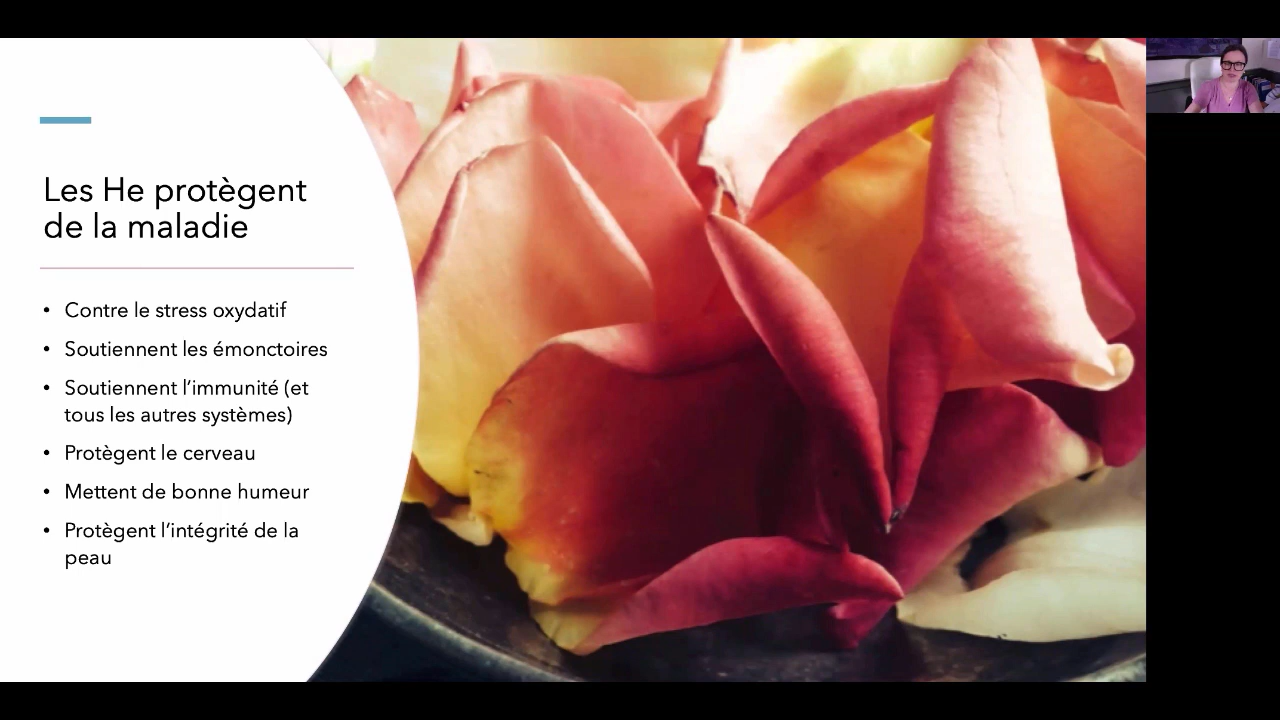 Les He protègent
de la maladie
• Contre le stress oxydatif
• Soutiennent les émonctoires
• Soutiennent l’immunité (et
tous les autres systèmes)
• Protègent le cerveau
• Mettent de bonne humeur
• Protègent l’intégrité de la
peau